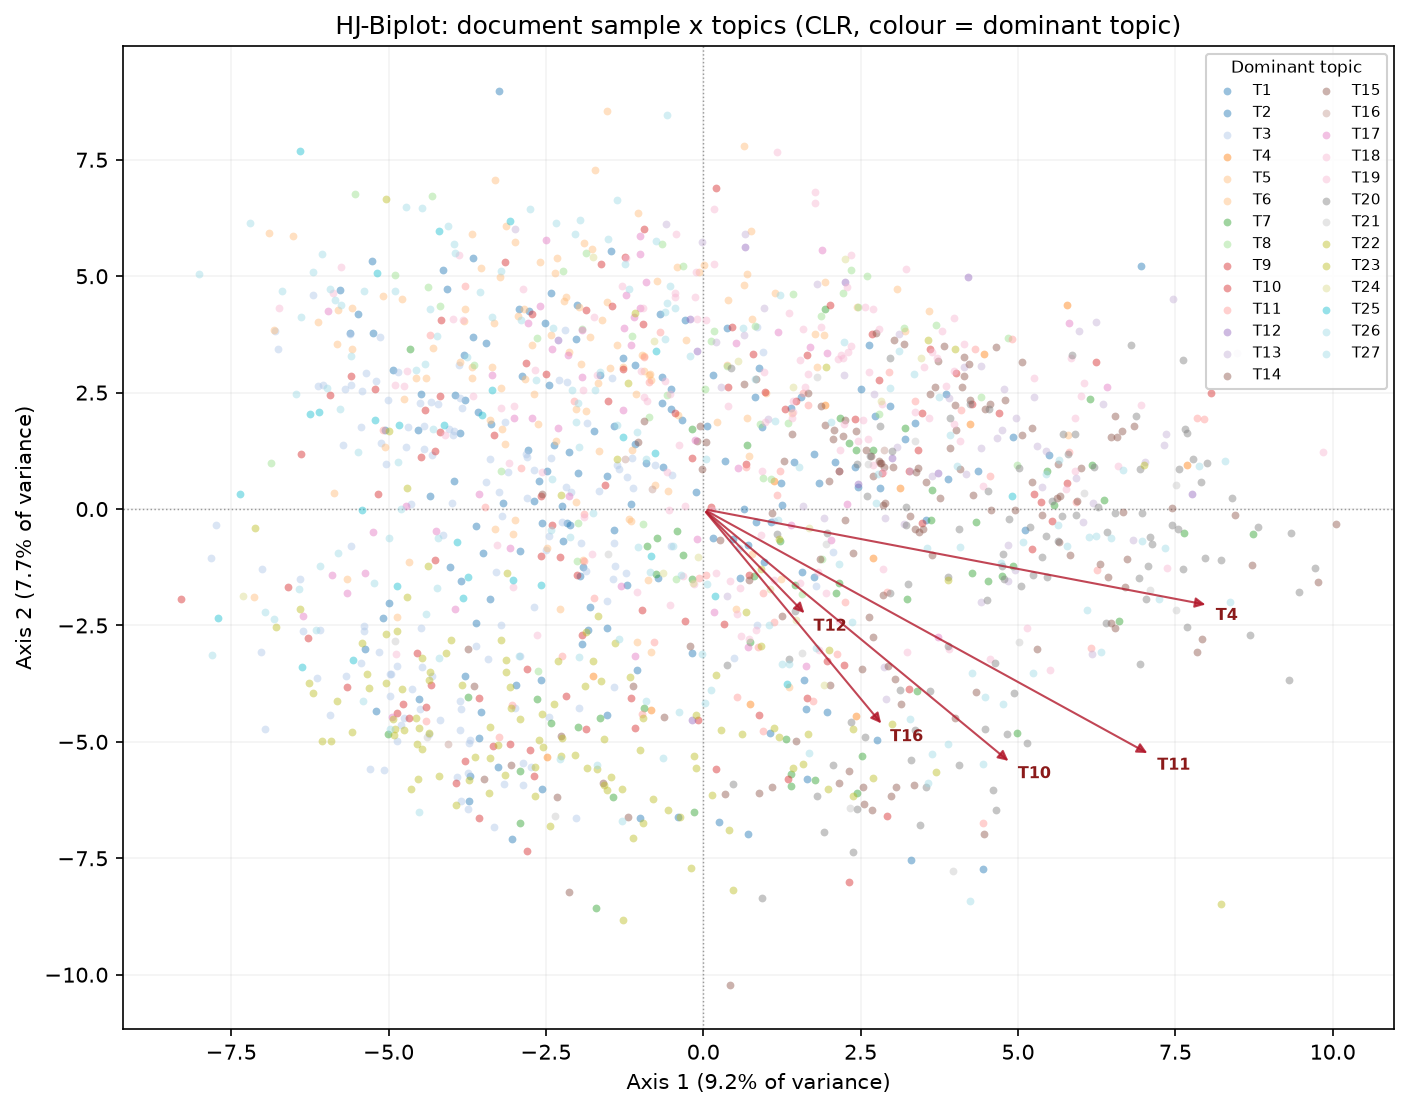 HJ-Biplot: document sample x topics (CLR, colour = dominant topic)
Dominant topic
T1
T2
T3
T4
T5
T6
T7
T8
T9
T10
T11
T12
T13
T14
T15
T16
T17
T18
T19
T20
T21
T22
T23
T24
T25
T26
T27
Axis 2 (7.7% of variance)
7.5
5.0
2.5
0.0
−2.5
−5.0
−7.5
−10.0
T4
T12
T16
T11
T10
−7.5
−5.0
−2.5
0.0
2.5
5.0
7.5
10.0
Axis 1 (9.2% of variance)